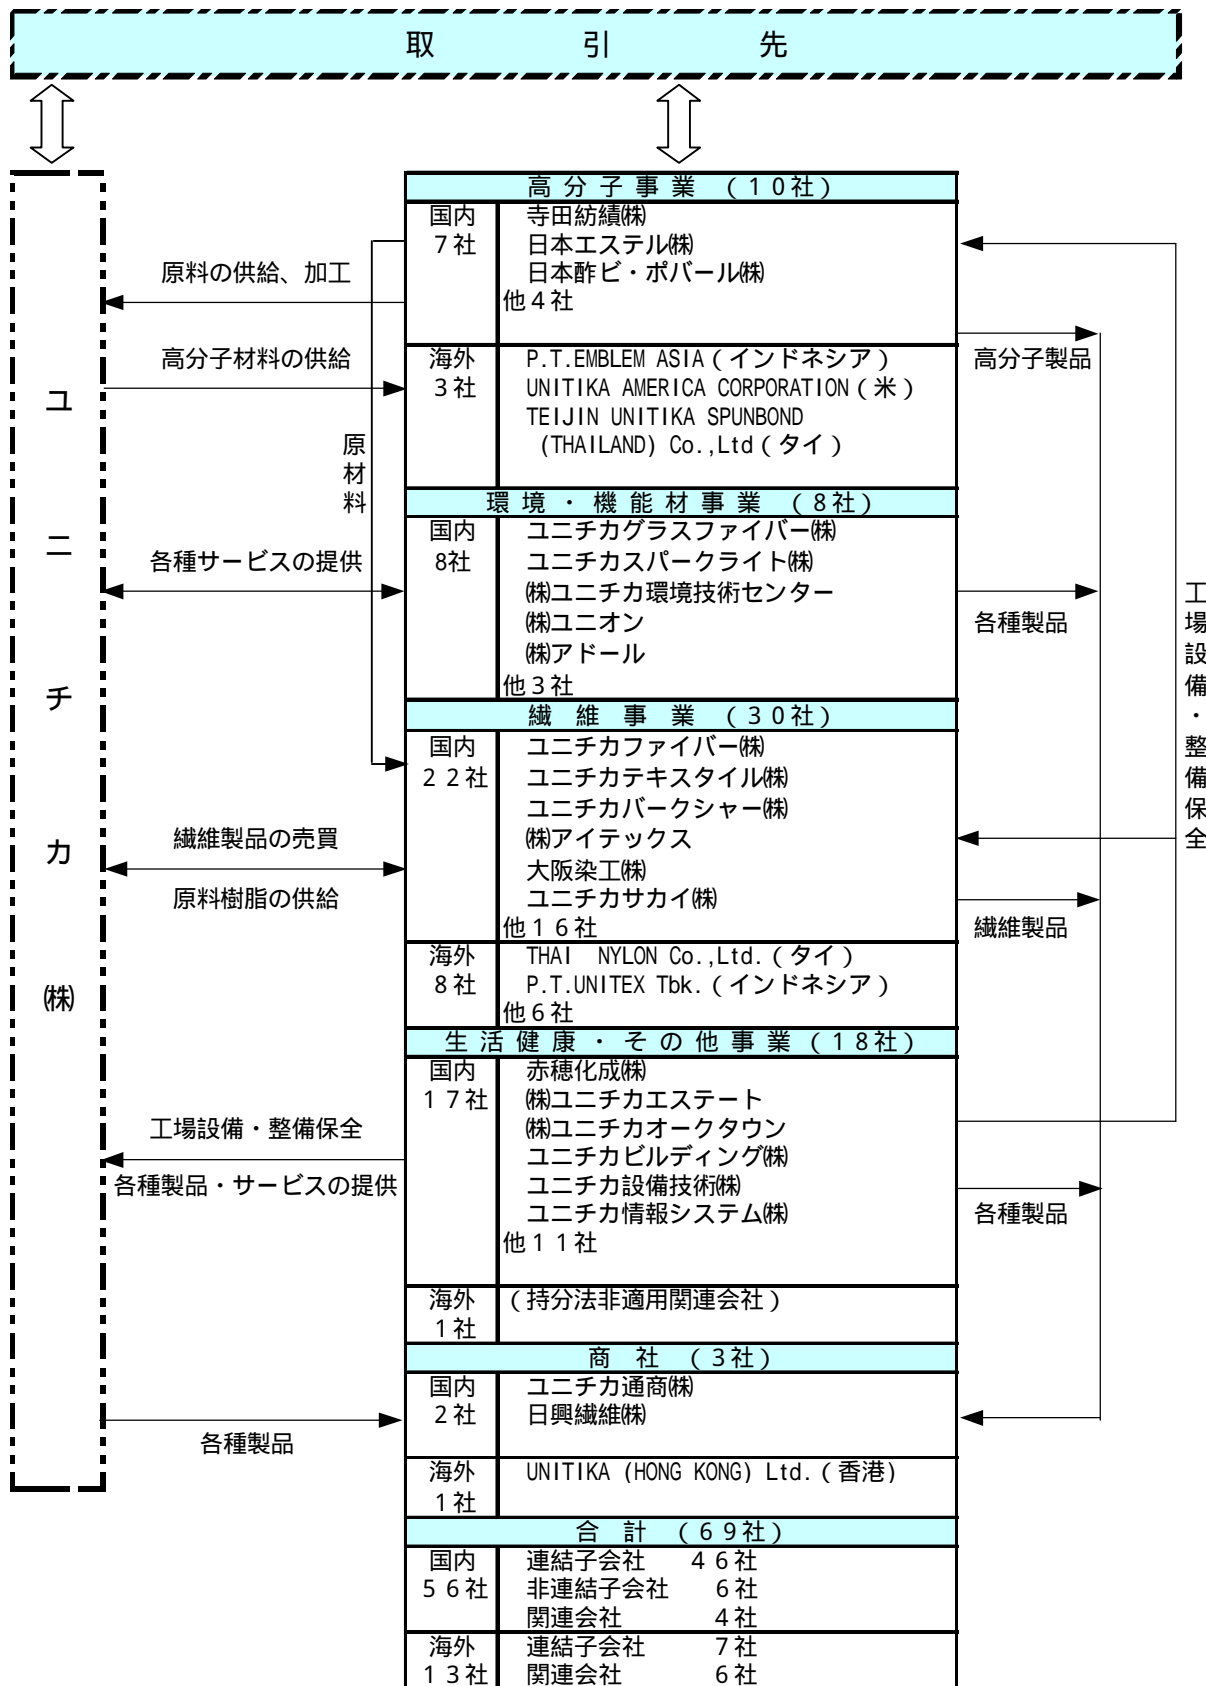 取引先
ユニチカ㈱
原料の供給、加工
高分子材料の供給
原材料
各種サービスの提供
繊維製品の売買
原料樹脂の供給
工場設備・整備保全
各種製品・サービスの提供
各種製品
高分子事業 (10社)
国内
7社
寺田紡績㈱
日本エステル㈱
日本酢ビ・ポバール㈱
他4社
海外
3社
P.T.EMBLEM ASIA(インドネシア)
UNITIKA AMERICA CORPORATION(米)
TEIJIN UNITIKA SPUNBOND
(THAILAND) Co.,Ltd(タイ)
環境・機能材事業 (8社)
国内
8社
ユニチカグラスファイバー㈱
ユニチカスパークライト㈱
㈱ユニチカ環境技術センター
㈱ユニオン
㈱アドール
他3社
繊維事業 (30社)
国内
22社
ユニチカファイバー㈱
ユニチカテキスタイル㈱
ユニチカバークシャー㈱
㈱アイテックス
大阪染工㈱
ユニチカサカイ㈱
他16社
海外
8社
THAI NYLON Co.,Ltd.(タイ)
P.T.UNITEX Tbk.(インドネシア)
他6社
生活健康・その他事業(18社)
国内
17社
赤穂化成㈱
㈱ユニチカエステート
㈱ユニチカオークタウン
ユニチカビルディング㈱
ユニチカ設備技術㈱
ユニチカ情報システム㈱
他11社
海外
1社
(持分法非適用関連会社)
商社 (3社)
国内
2社
ユニチカ通商㈱
日興繊維㈱
海外
1社
UNITIKA (HONG KONG) Ltd.(香港)
合計 (69社)
国内
56社
連結子会社 46社
非連結子会社 6社
関連会社 4社
海外
13社
連結子会社 7社
関連会社 6社
高分子製品
各種製品
繊維製品
各種製品
工場設備・整備保全